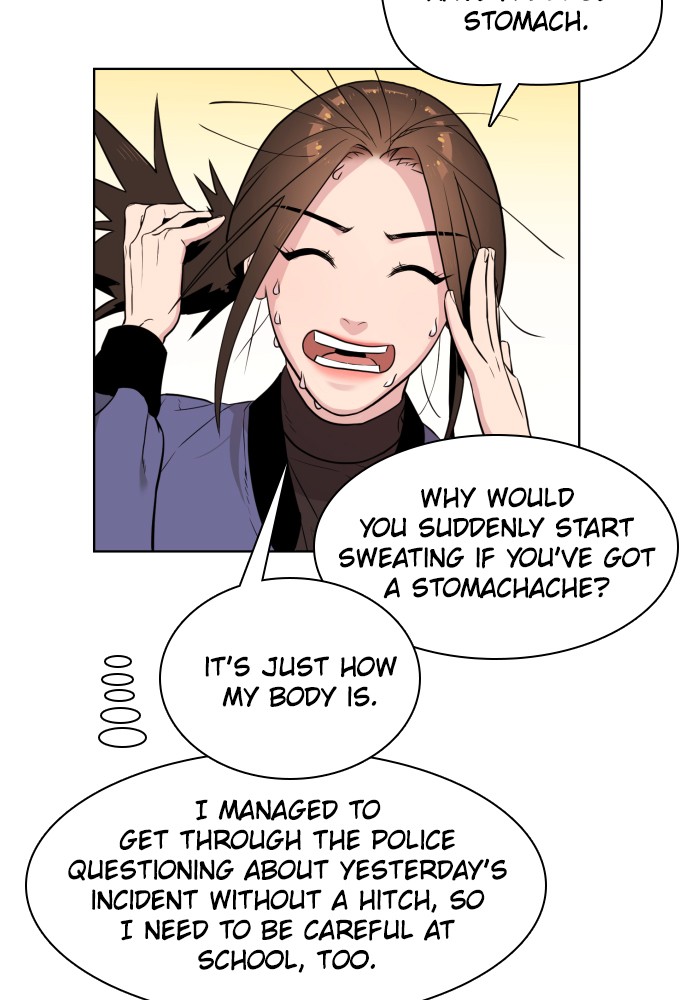 STOMACH.
WHY WOULD
YOU SUDDENLY START
SWEATING IF YOU'VE GOT
A STOMACHACHE?
IT'S JUST HOW
MY BODY IS.
I MANAGED TO
GET THROUGH THE POLICE
QUESTIONING ABOUT YESTERDAY'S
INCIDENT WITHOUT A HITCH, SO
I NEED TO BE CAREFUL AT
SCHOOL, TOO.